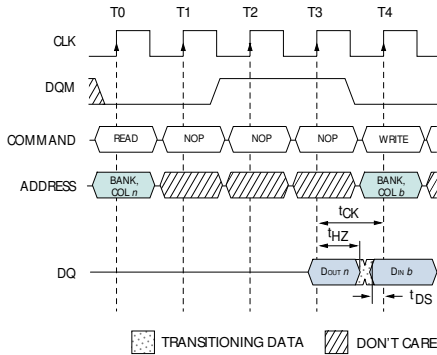 T0 T1 T2 T3 T4
CLK
DQM
COMMAND READ NOP NOP NOP WRITE
ADDRESS BANK, COL n BANK, COL b
tCK
tHZ
DQ DOUT n DIN b
tDS
TRANSITIONING DATA DON'T CARE